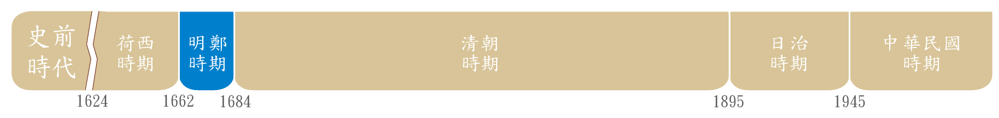 史前
時代
荷西
時期
明鄭
時期
清朝
時期
日治
時期
中華民國
時期
1624
1662
1684
1895
1945